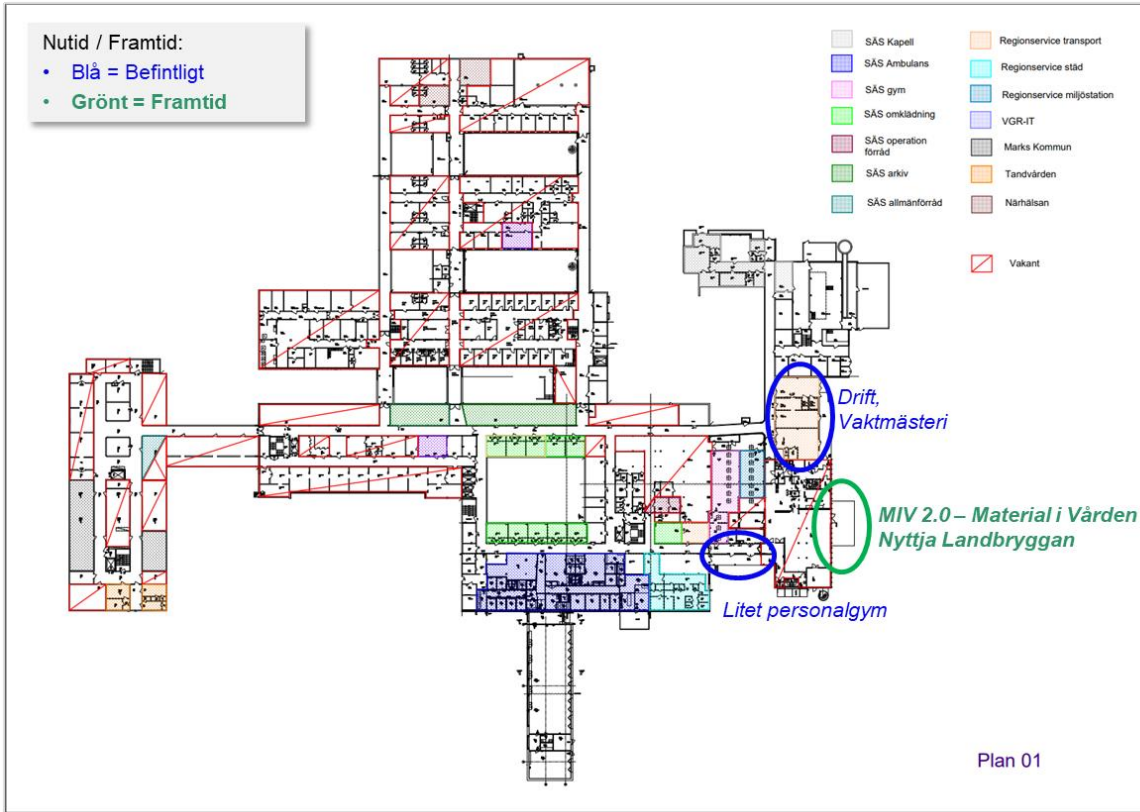 Nutid / Framtid:
• Blå = Befintligt
• Grönt = Framtid
SÄS Kapell
SÄS Ambulans
SÄS gym
SÄS omklädning
SÄS operation
förråd
SÄS arkiv
SÄS allmänförråd
Regionservice transport
Regionservice städ
Regionservice miljöstation
VGR-IT
Marks Kommun
Tandvården
Närhälsan
Vakant
Drift,
Vaktmästeri
MIV 2.0 – Material i Vården
Nyttja Landbryggan
Litet personalgym
Plan 01